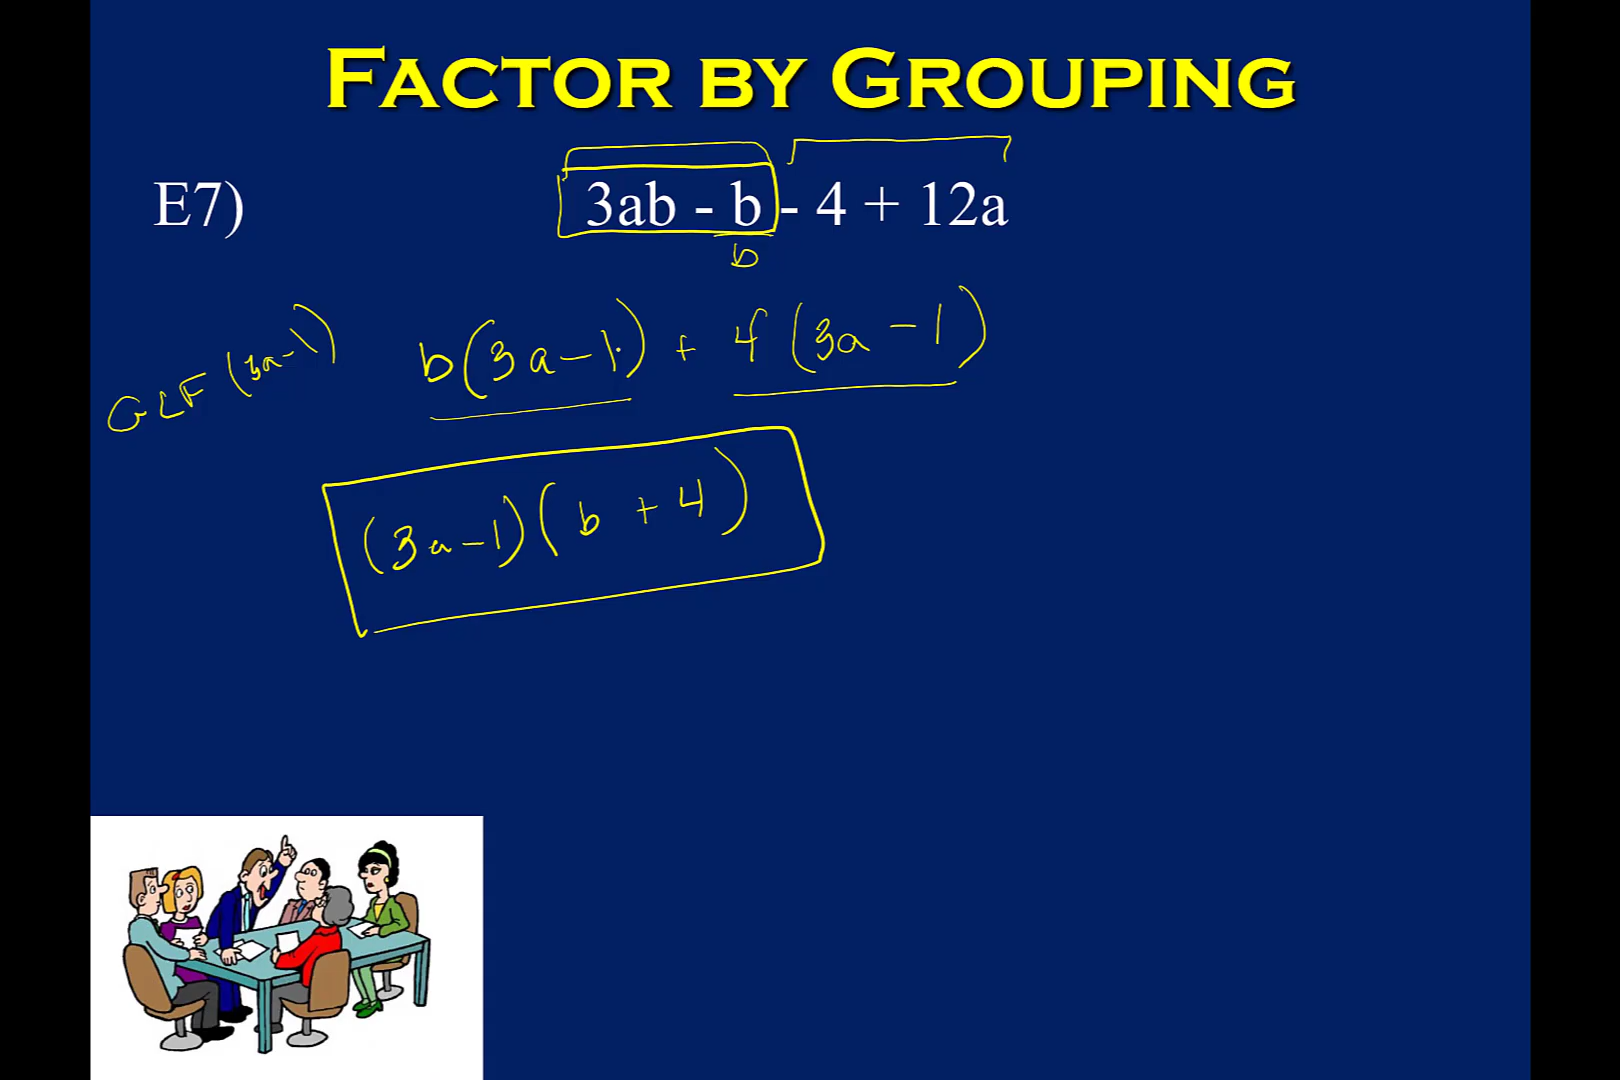 FACTOR BY GROUPING
E7) 3ab - b - 4 + 12a
b
GCF (3a-1)
b(3a-1) + 4(3a-1)
(3a-1)(b+4)